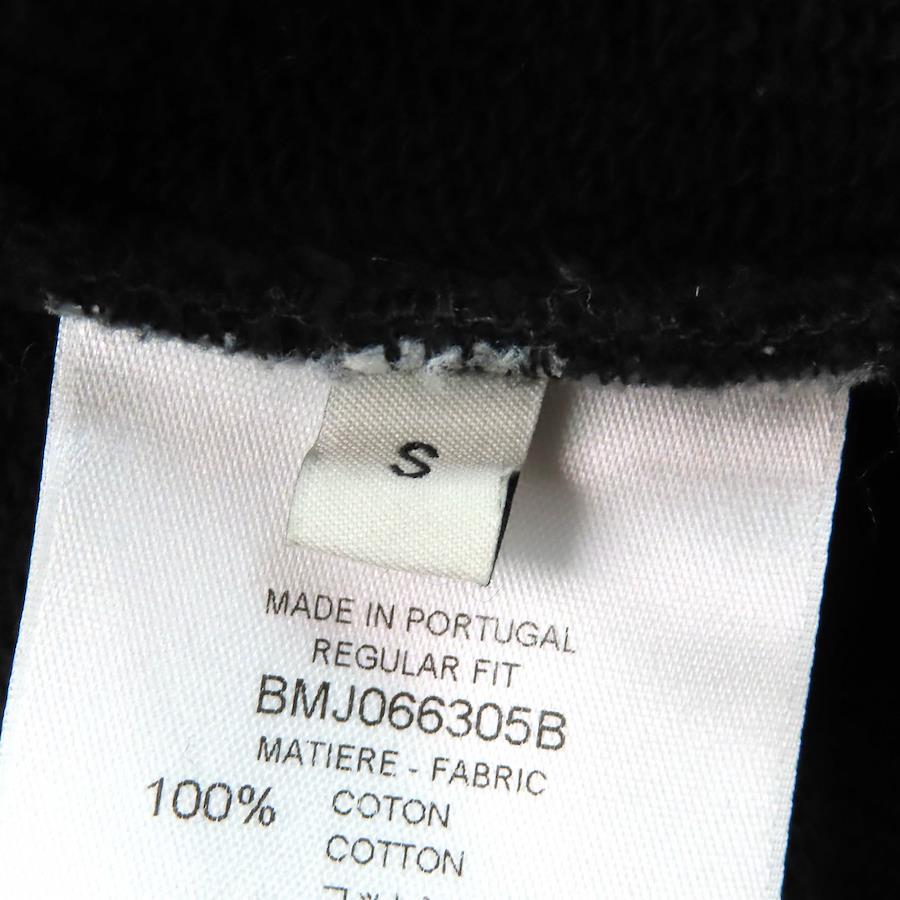 S
MADE IN PORTUGAL
REGULAR FIT
BMJ066305B
MATIERE - FABRIC
100% COTON
COTTON